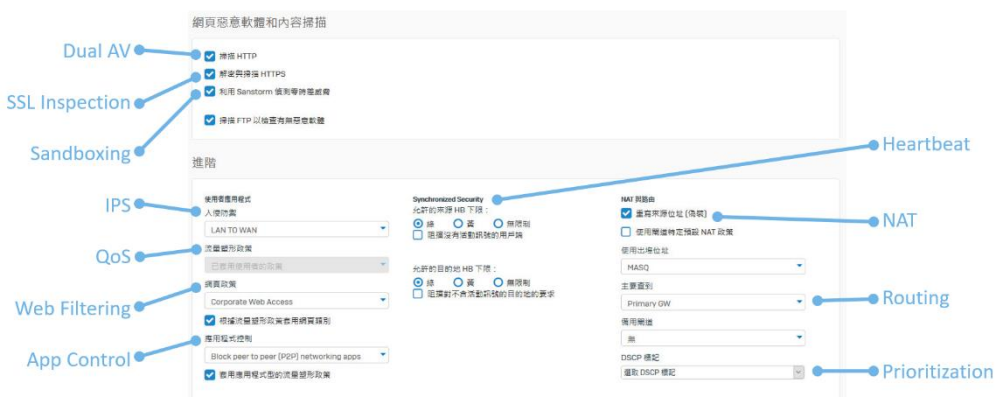 網頁惡意軟體和內容掃描
Dual AV
掃描 HTTP
SSL Inspection
解密與掃描 HTTPS
Sandboxing
利用 Sanstorm 偵測零時差威脅
掃描 FTP 以檢查有無惡意軟體
進階
Heartbeat
使用者應用程式
IPS
入侵防禦
LAN TO WAN
QoS
流量塑形政策
已套用使用者的政策
Web Filtering
網頁政策
Corporate Web Access
根據流量塑形政策套用網頁類別
App Control
應用程式控制
Block peer to peer (P2P) networking apps
套用應用程式型的流量塑形政策
Synchronized Security
允許的來源 HB 下限：
綠 黃 無限制
阻擋沒有活動訊號的用戶端
允許的目的地 HB 下限：
綠 黃 無限制
阻擋對不含活動訊號的目的地的要求
NAT 與路由
重寫來源位址 (偽裝)
NAT
使用閘道特定預設 NAT 政策
使用出埠位址
MASQ
主要閘道
Primary GW
Routing
備用閘道
無
DSCP 標記
選取 DSCP 標記
Prioritization